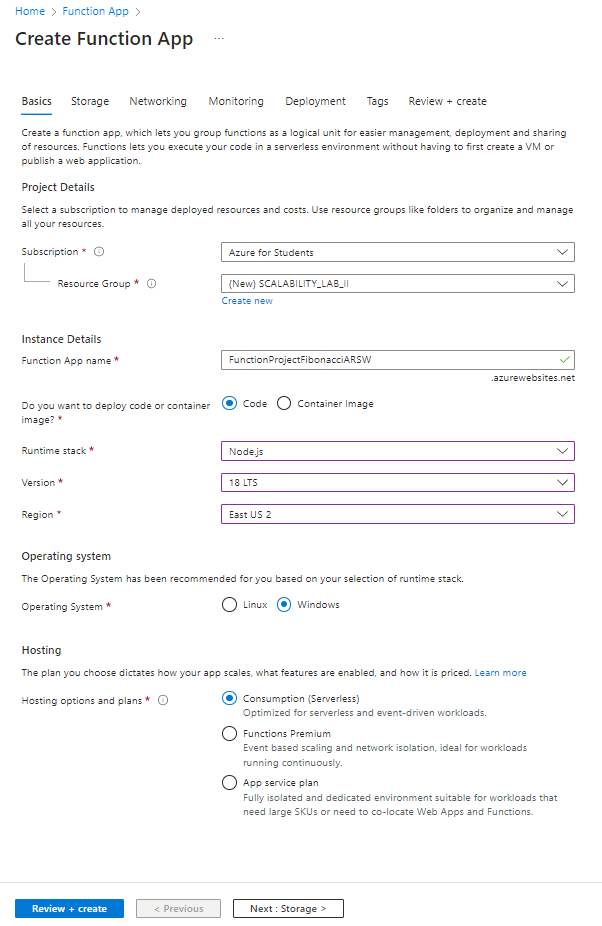 Home > Function App >
Create Function App ...
Basics Storage Networking Monitoring Deployment Tags Review + create
Create a function app, which lets you group functions as a logical unit for easier management, deployment and sharing
of resources. Functions lets you execute your code in a serverless environment without having to first create a VM or
publish a web application.
Project Details
Select a subscription to manage deployed resources and costs. Use resource groups like folders to organize and manage
all your resources.
Subscription * Azure for Students
Resource Group * (New) SCALABILITY_LAB_II
Create new
Instance Details
Function App name * FunctionProjectFibonacciARSW
.azurewebsites.net
Do you want to deploy code or container
image? *
Code Container Image
Runtime stack * Node.js
Version * 18 LTS
Region * East US 2
Operating system
The Operating System has been recommended for you based on your selection of runtime stack.
Operating System * Linux Windows
Hosting
The plan you choose dictates how your app scales, what features are enabled, and how it is priced. Learn more
Hosting options and plans * Consumption (Serverless)
Optimized for serverless and event-driven workloads.
Functions Premium
Event based scaling and network isolation, ideal for workloads
running continuously.
App service plan
Fully isolated and dedicated environment suitable for workloads that
need large SKUs or need to co-locate Web Apps and Functions.
Review + create < Previous Next : Storage >